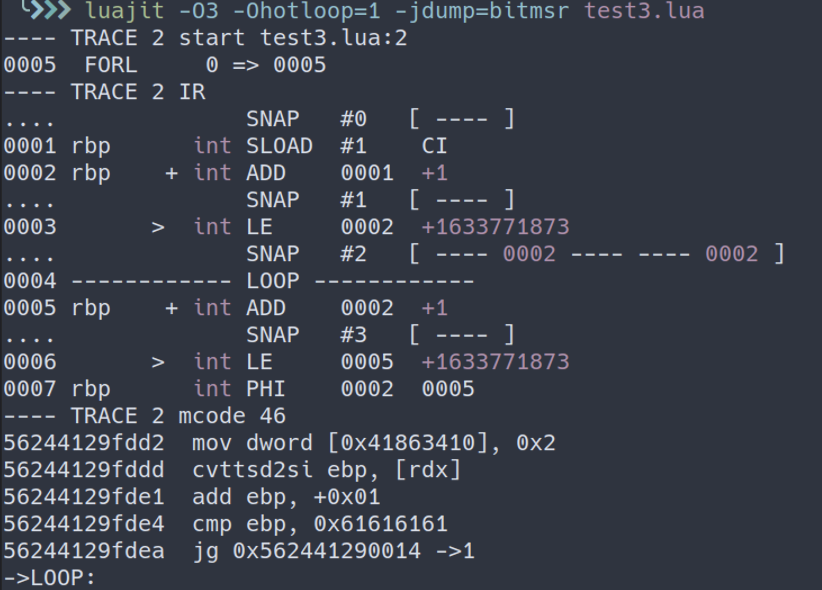 ↳>>> luajit -O3 -Ohotloop=1 -jdump=bitmsr test3.lua
---- TRACE 2 start test3.lua:2
0005  FORL     0 => 0005
---- TRACE 2 IR
....              SNAP   #0   [ ---- ]
0001 rbp      int SLOAD  #1    CI
0002 rbp    + int ADD    0001  +1
....              SNAP   #1   [ ---- ]
0003        > int LE     0002  +1633771873
....              SNAP   #2   [ ---- 0002 ---- ---- 0002 ]
0004 ------------ LOOP ------------
0005 rbp    + int ADD    0002  +1
....              SNAP   #3   [ ---- ]
0006        > int LE     0005  +1633771873
0007 rbp      int PHI    0002  0005
---- TRACE 2 mcode 46
56244129fdd2  mov dword [0x41863410], 0x2
56244129fddd  cvttsd2si ebp, [rdx]
56244129fde1  add ebp, +0x01
56244129fde4  cmp ebp, 0x61616161
56244129fdea  jg 0x562441290014 ->1
->LOOP: